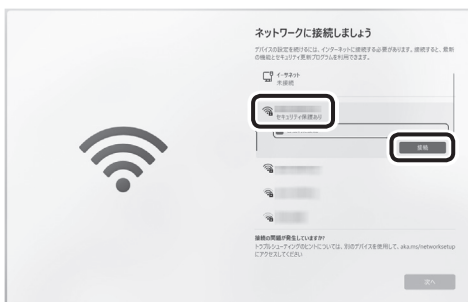 ネットワークに接続しましょう
デバイスの設定を続けるには、インターネットに接続する必要があります。接続すると、最新
の機能とセキュリティ更新プログラムを利用できます。
イーサネット
未接続
セキュリティ保護あり
接続
接続の問題が発生していますか?
トラブルシューティングのヒントについては、別のデバイスを使用して、aka.ms/networksetup
にアクセスしてください
次へ